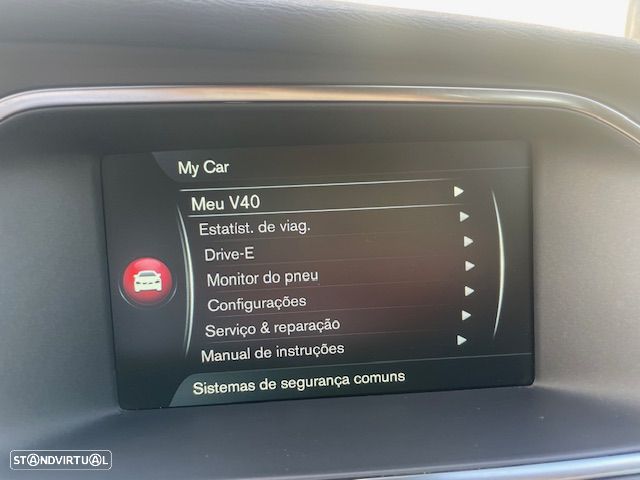 My Car
Meu V40
Estatíst. de viag.
Drive-E
Monitor do pneu
Configurações
Serviço & reparação
Manual de instruções
Sistemas de segurança comuns
STANDVIRTUAL